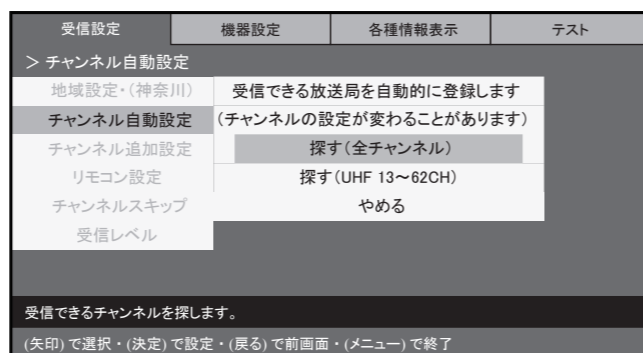 受信設定
機器設定
各種情報表示
テスト
＞チャンネル自動設定
地域設定・(神奈川)
受信できる放送局を自動的に登録します
チャンネル自動設定
(チャンネルの設定が変わることがあります)
チャンネル追加設定
探す(全チャンネル)
リモコン設定
探す(UHF 13～62CH)
チャンネルスキップ
やめる
受信レベル
受信できるチャンネルを探します。
(矢印)で選択・(決定)で設定・(戻る)で前画面・(メニュー)で終了